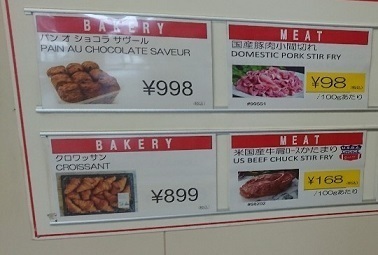 BAKERY
パン オ ショコラ サヴール
PAIN AU CHOCOLATE SAVEUR
¥998
MEAT
国産豚肉小間切れ
DOMESTIC PORK STIR FRY
¥98
/100gあたり
BAKERY
クロワッサン
CROISSANT
¥899
MEAT
米国産牛肩ロースかたまり
US BEEF CHUCK STIR FRY
¥168
/100gあたり